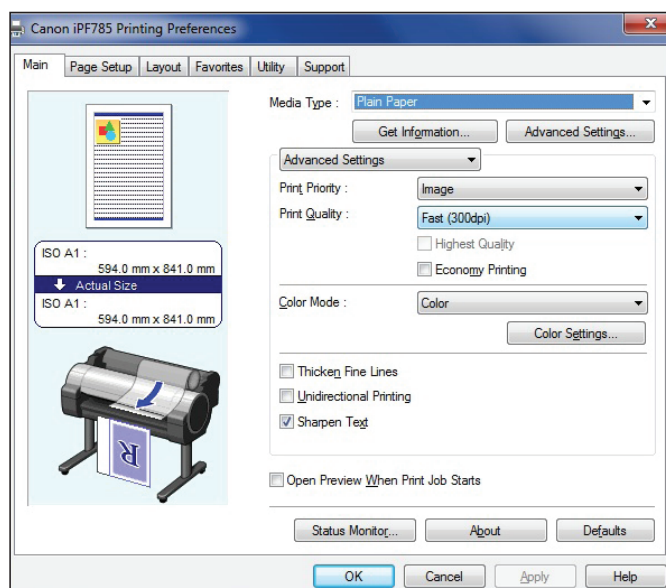 Canon iPF785 Printing Preferences
Main Page Setup Layout Favorites Utility Support
Media Type : Plain Paper
Get Information... Advanced Settings...
Advanced Settings
Print Priority : Image
Print Quality : Fast (300dpi)
Highest Quality
Economy Printing
ISO A1 :
594.0 mm x 841.0 mm
Actual Size
ISO A1 :
594.0 mm x 841.0 mm
Color Mode : Color
Color Settings...
Thicken Fine Lines
Unidirectional Printing
Sharpen Text
R
Open Preview When Print Job Starts
Status Monitor... About Defaults
OK Cancel Apply Help